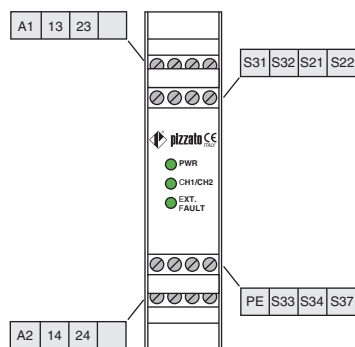 A1 13 23
S31 S32 S21 S22
pizzato CE
ITALY
PWR
CH1/CH2
EXT.
FAULT
PE S33 S34 S37
A2 14 24